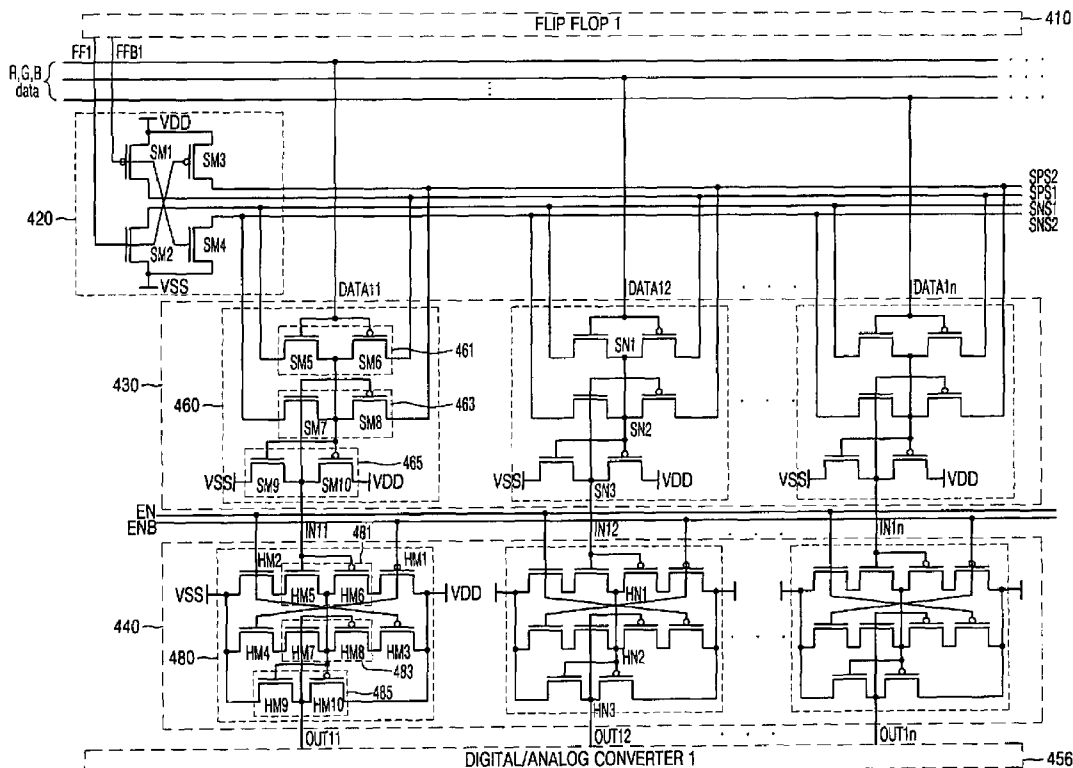 FLIP FLOP 1
410
FF1 FFB1
R,G,B
data
VDD
SM1 SM3
SPS2
SPS1
SNS1
SNS2
420
SM2 SM4
VSS
DATA11 DATA12 DATA1n
SM5 SM6 461 SN1
430 460 463
SM7 SM8 SN2
465
VSS SM9 SM10 VDD VSS SN3 VDD VSS VDD
EN
ENB
IN11 481 IN12 IN1n
HM2 HM1
VSS HM5 HM6 VDD HN1
440
480 HM4 HM7 HM8 HM3 HN2
483
485
HM9 HM10 HN3
OUT11 OUT12 OUT1n
DIGITAL/ANALOG CONVERTER 1
456